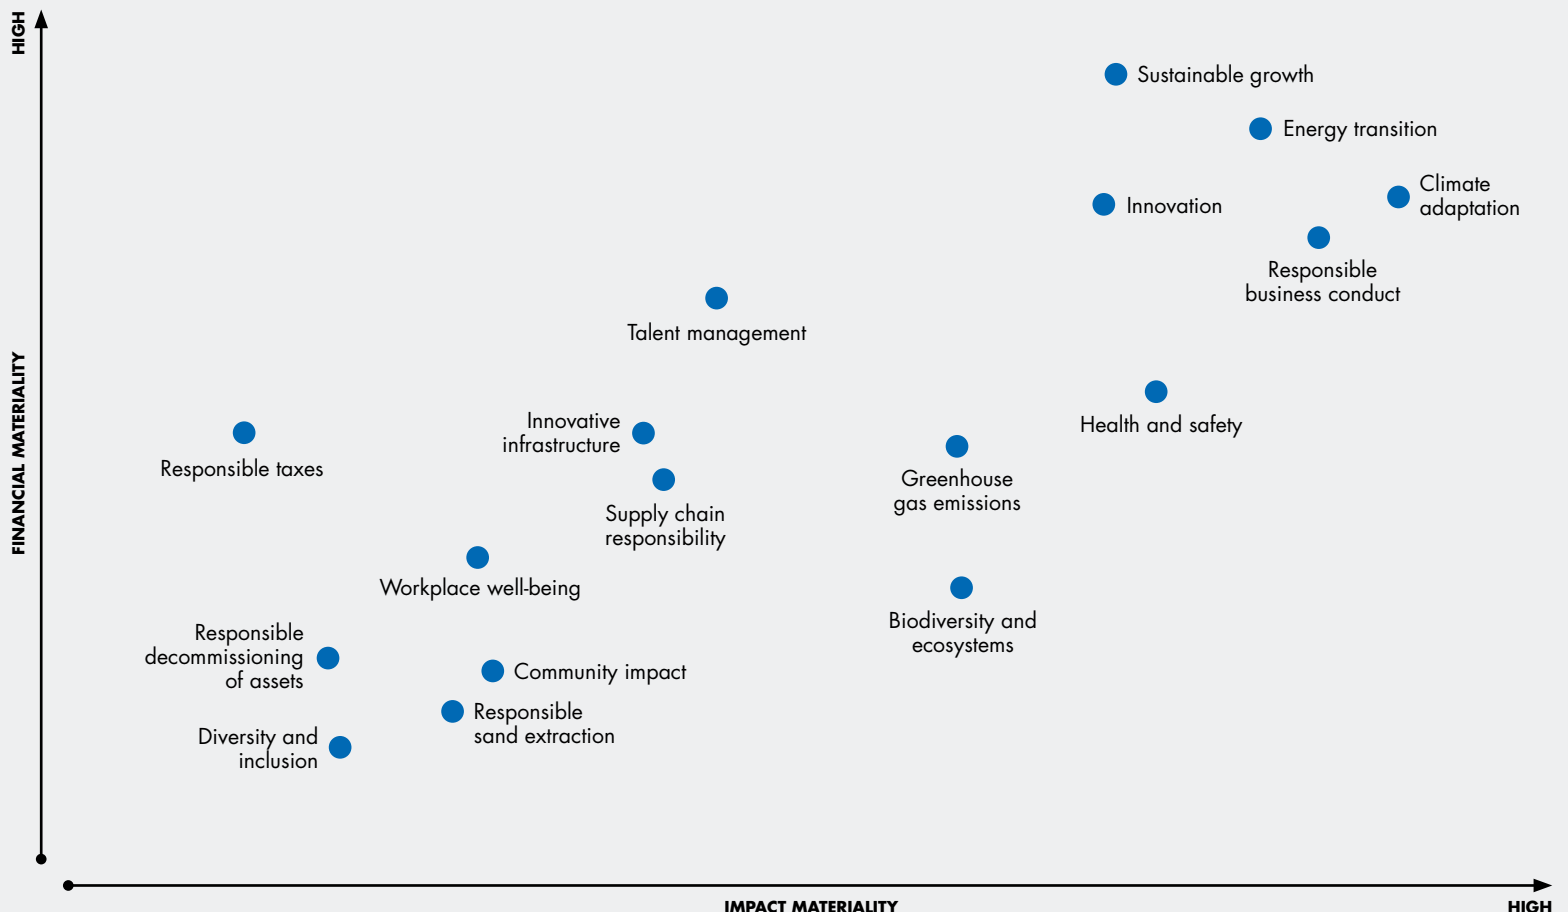 HIGH
Sustainable growth
Energy transition
Climate
adaptation
Innovation
Responsible
business conduct
Talent management
FINANCIAL MATERIALITY
Health and safety
Innovative
infrastructure
Responsible taxes
Greenhouse
gas emissions
Supply chain
responsibility
Workplace well-being
Biodiversity and
ecosystems
Responsible
decommissioning
of assets
Community impact
Responsible
sand extraction
Diversity and
inclusion
IMPACT MATERIALITY
HIGH